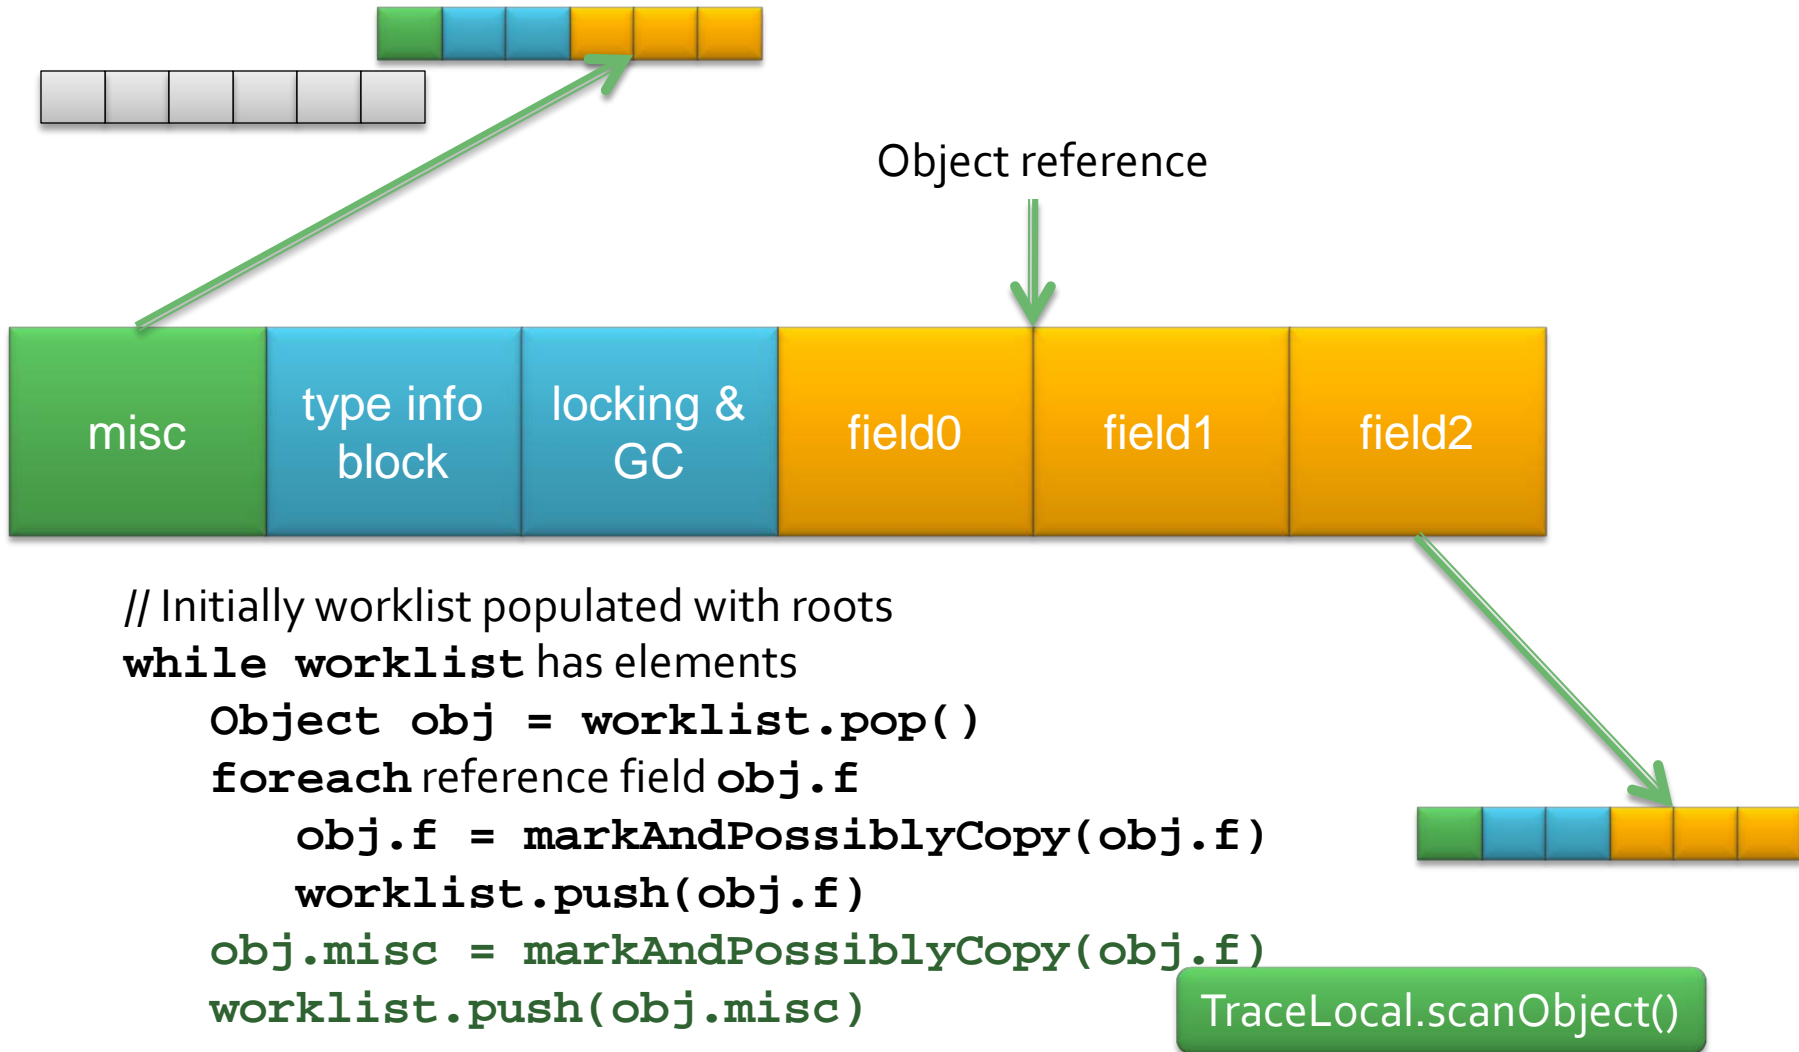 Object reference
misc
type info
block
locking &
GC
field0
field1
field2
// Initially worklist populated with roots
while worklist has elements
Object obj = worklist.pop()
foreach reference field obj.f
obj.f = markAndPossiblyCopy(obj.f)
worklist.push(obj.f)
obj.misc = markAndPossiblyCopy(obj.f)
worklist.push(obj.misc)
TraceLocal.scanObject()